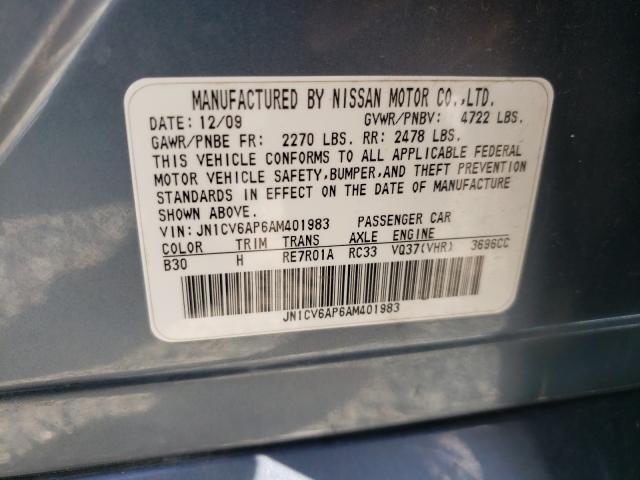 MANUFACTURED BY NISSAN MOTOR CO.,LTD.
DATE: 12/09 GVWR/PNBV: 4722 LBS.
GAWR/PNBE FR: 2270 LBS. RR: 2478 LBS.
THIS VEHICLE CONFORMS TO ALL APPLICABLE FEDERAL
MOTOR VEHICLE SAFETY,BUMPER,AND THEFT PREVENTION
STANDARDS IN EFFECT ON THE DATE OF MANUFACTURE
SHOWN ABOVE.
VIN: JN1CV6AP6AM401983 PASSENGER CAR
COLOR TRIM TRANS AXLE ENGINE
B30 H RE7R01A RC33 VQ37(VHR) 3696CC
JN1CV6AP6AM401983